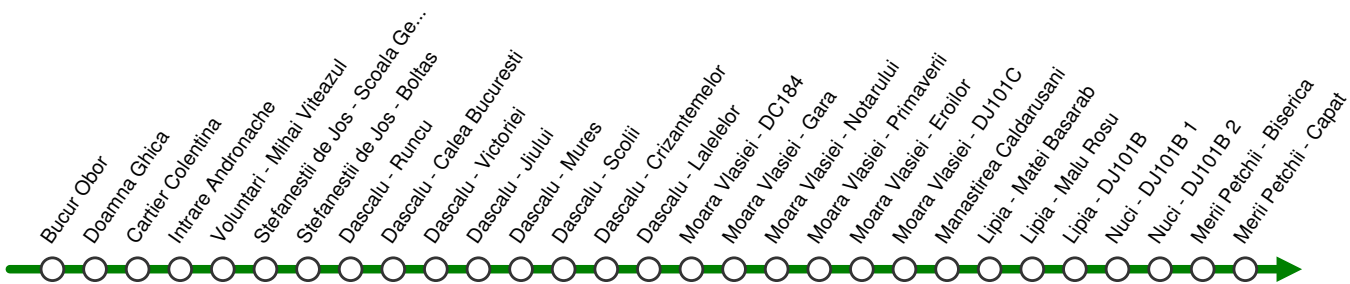 Bucur Obor
Doamna Ghica
Cartier Colentina
Intrare Andronache
Voluntari - Mihai Viteazul
Stefanestii de Jos - Scoala Ge...
Stefanestii de Jos - Boltas
Dascalu - Runcu
Dascalu - Calea Bucuresti
Dascalu - Victoriei
Dascalu - Jiului
Dascalu - Mures
Dascalu - Scolii
Dascalu - Crizantemelor
Dascalu - Lalelelor
Moara Vlasiei - DC184
Moara Vlasiei - Gara
Moara Vlasiei - Notarului
Moara Vlasiei - Primaverii
Moara Vlasiei - Eroilor
Moara Vlasiei - DJ101C
Manastirea Caldarusani
Lipia - Matei Basarab
Lipia - Malu Rosu
Lipia - DJ101B
Nuci - DJ101B 1
Nuci - DJ101B 2
Merii Petchii - Biserica
Merii Petchii - Capat